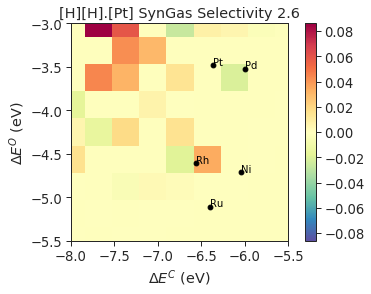 [H][H].[Pt] SynGas Selectivity 2.6
−3.0
−3.5
−4.0
−4.5
−5.0
−5.5
ΔE^O (eV)
Pt
Pd
Rh
Ni
Ru
−8.0 −7.5 −7.0 −6.5 −6.0 −5.5
ΔE^C (eV)
0.08
0.06
0.04
0.02
0.00
−0.02
−0.04
−0.06
−0.08